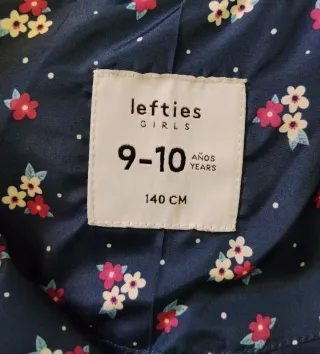 lefties
GIRLS
9-10 AÑOS
YEARS
140 CM